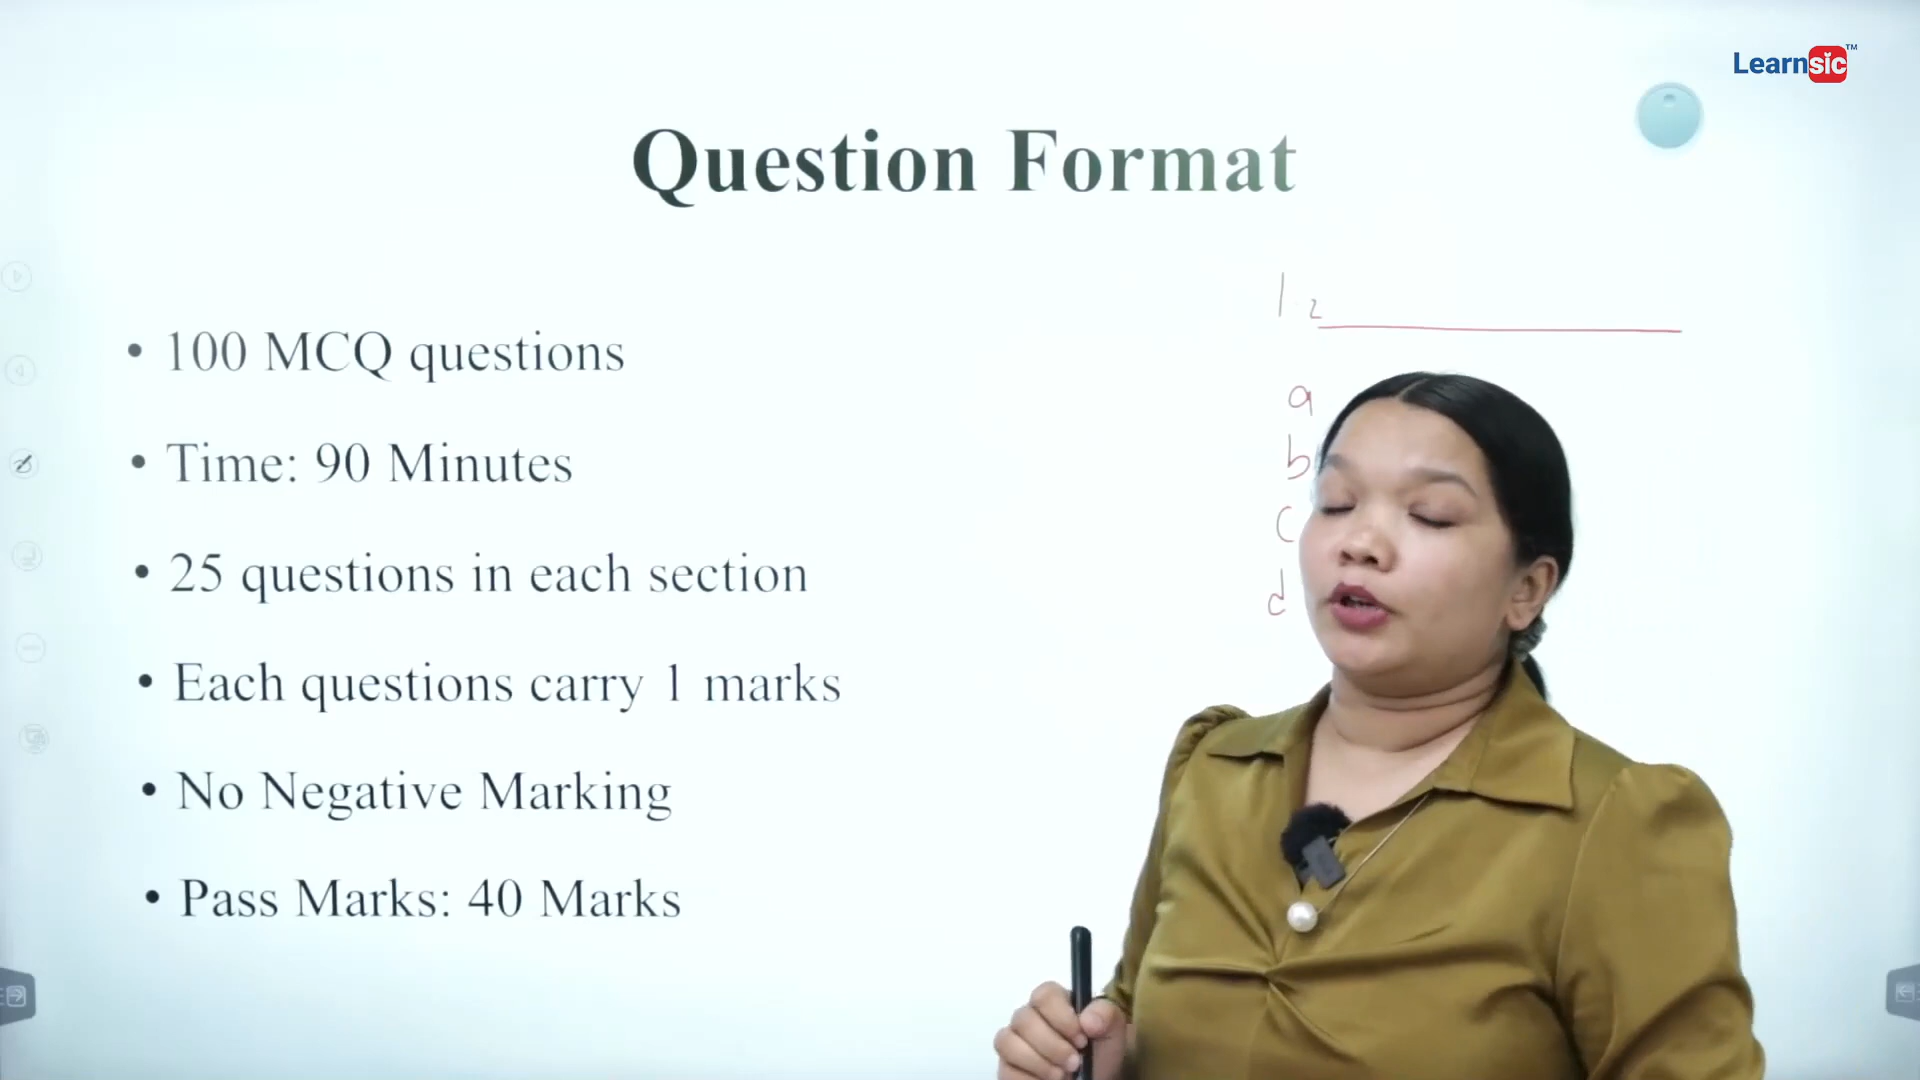 Learnsic™
Question Format
• 100 MCQ questions
• Time: 90 Minutes
• 25 questions in each section
• Each questions carry 1 marks
• No Negative Marking
• Pass Marks: 40 Marks
1. 2
a
b
c
d